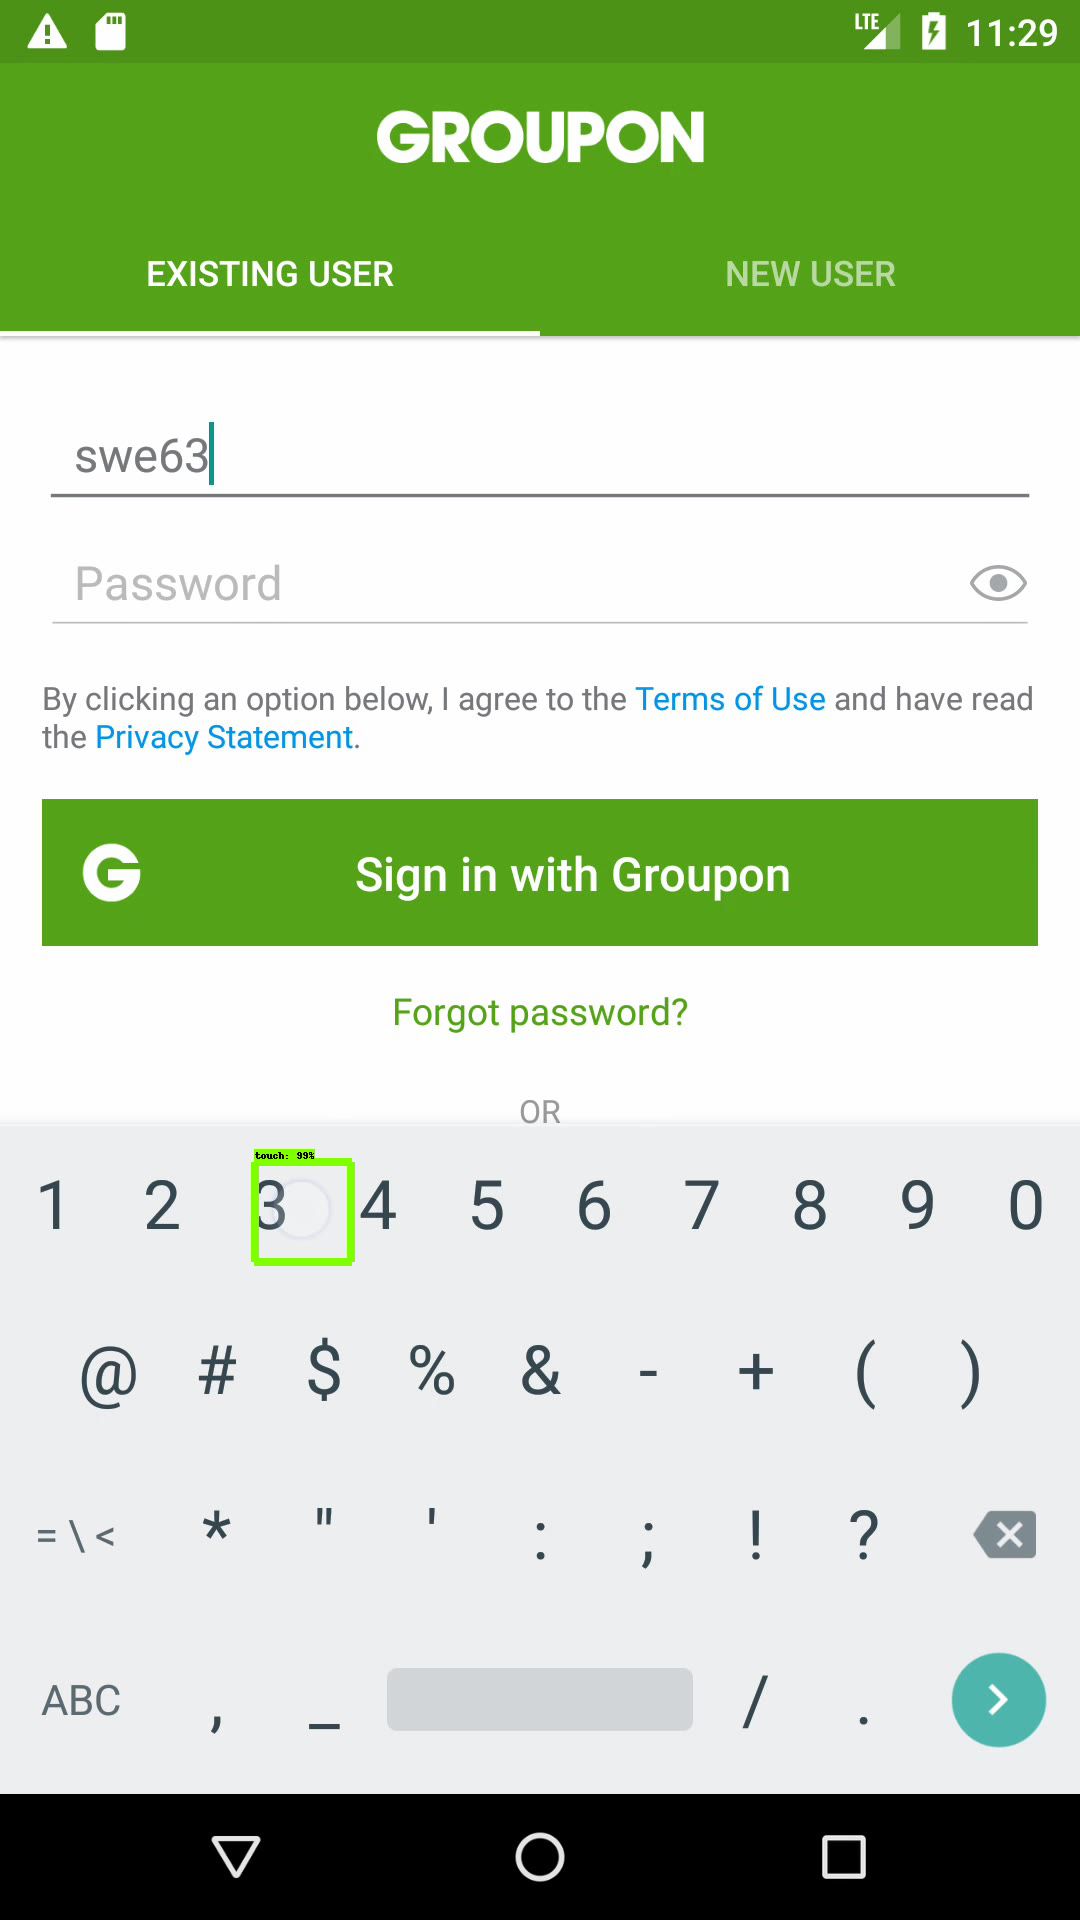 LTE 11:29
GROUPON
EXISTING USER NEW USER
swe63
Password
By clicking an option below, I agree to the Terms of Use and have read
the Privacy Statement.
G Sign in with Groupon
Forgot password?
OR
touch: 99%
1 2 3 4 5 6 7 8 9 0
@ # $ % & - + ( )
= \ < * " ' : ; ! ?
ABC , _ / .